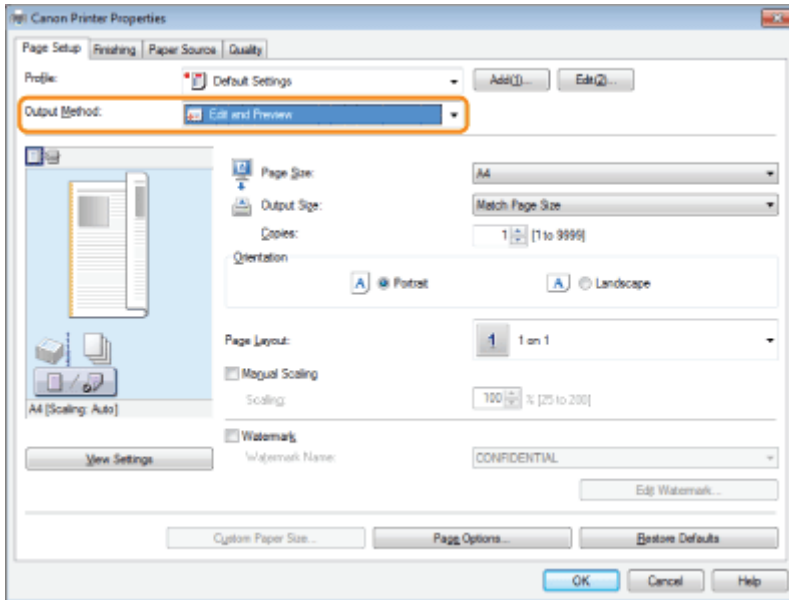 Canon Printer Properties
Page Setup Finishing Paper Source Quality
Profile: Default Settings Add(1)... Edit(2)...
Output Method: Edit and Preview
Page Size: A4
Output Size: Match Page Size
Copies: 1 [1 to 9999]
Orientation
A Portrait A Landscape
Page Layout: 1 1 on 1
Manual Scaling
Scaling: 100 % [25 to 200]
A4 [Scaling: Auto]
Watermark
View Settings Watermark Name: CONFIDENTIAL
Edit Watermark...
Custom Paper Size... Page Options... Restore Defaults
OK Cancel Help